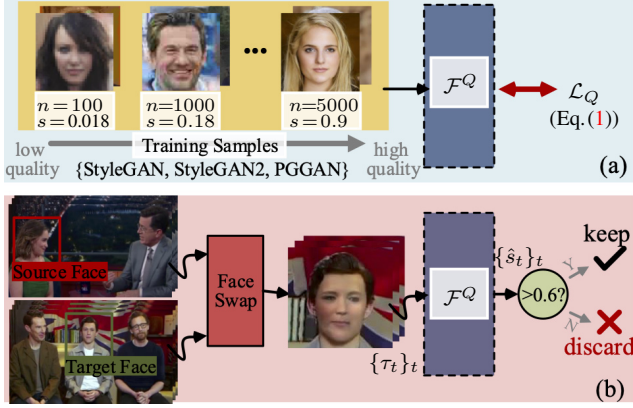 n = 100
s = 0.018
n=1000
s = 0.18
...
n=5000
s = 0.9
low
quality
Training Samples
high
quality
{StyleGAN, StyleGAN2, PGGAN}
𝓕^Q
𝓛_Q
(Eq.(1))
(a)
Source Face
Target Face
Face
Swap
{τ_t}_t
𝓕^Q
{ŝ_t}_t
>0.6?
Y
keep
N
discard
(b)